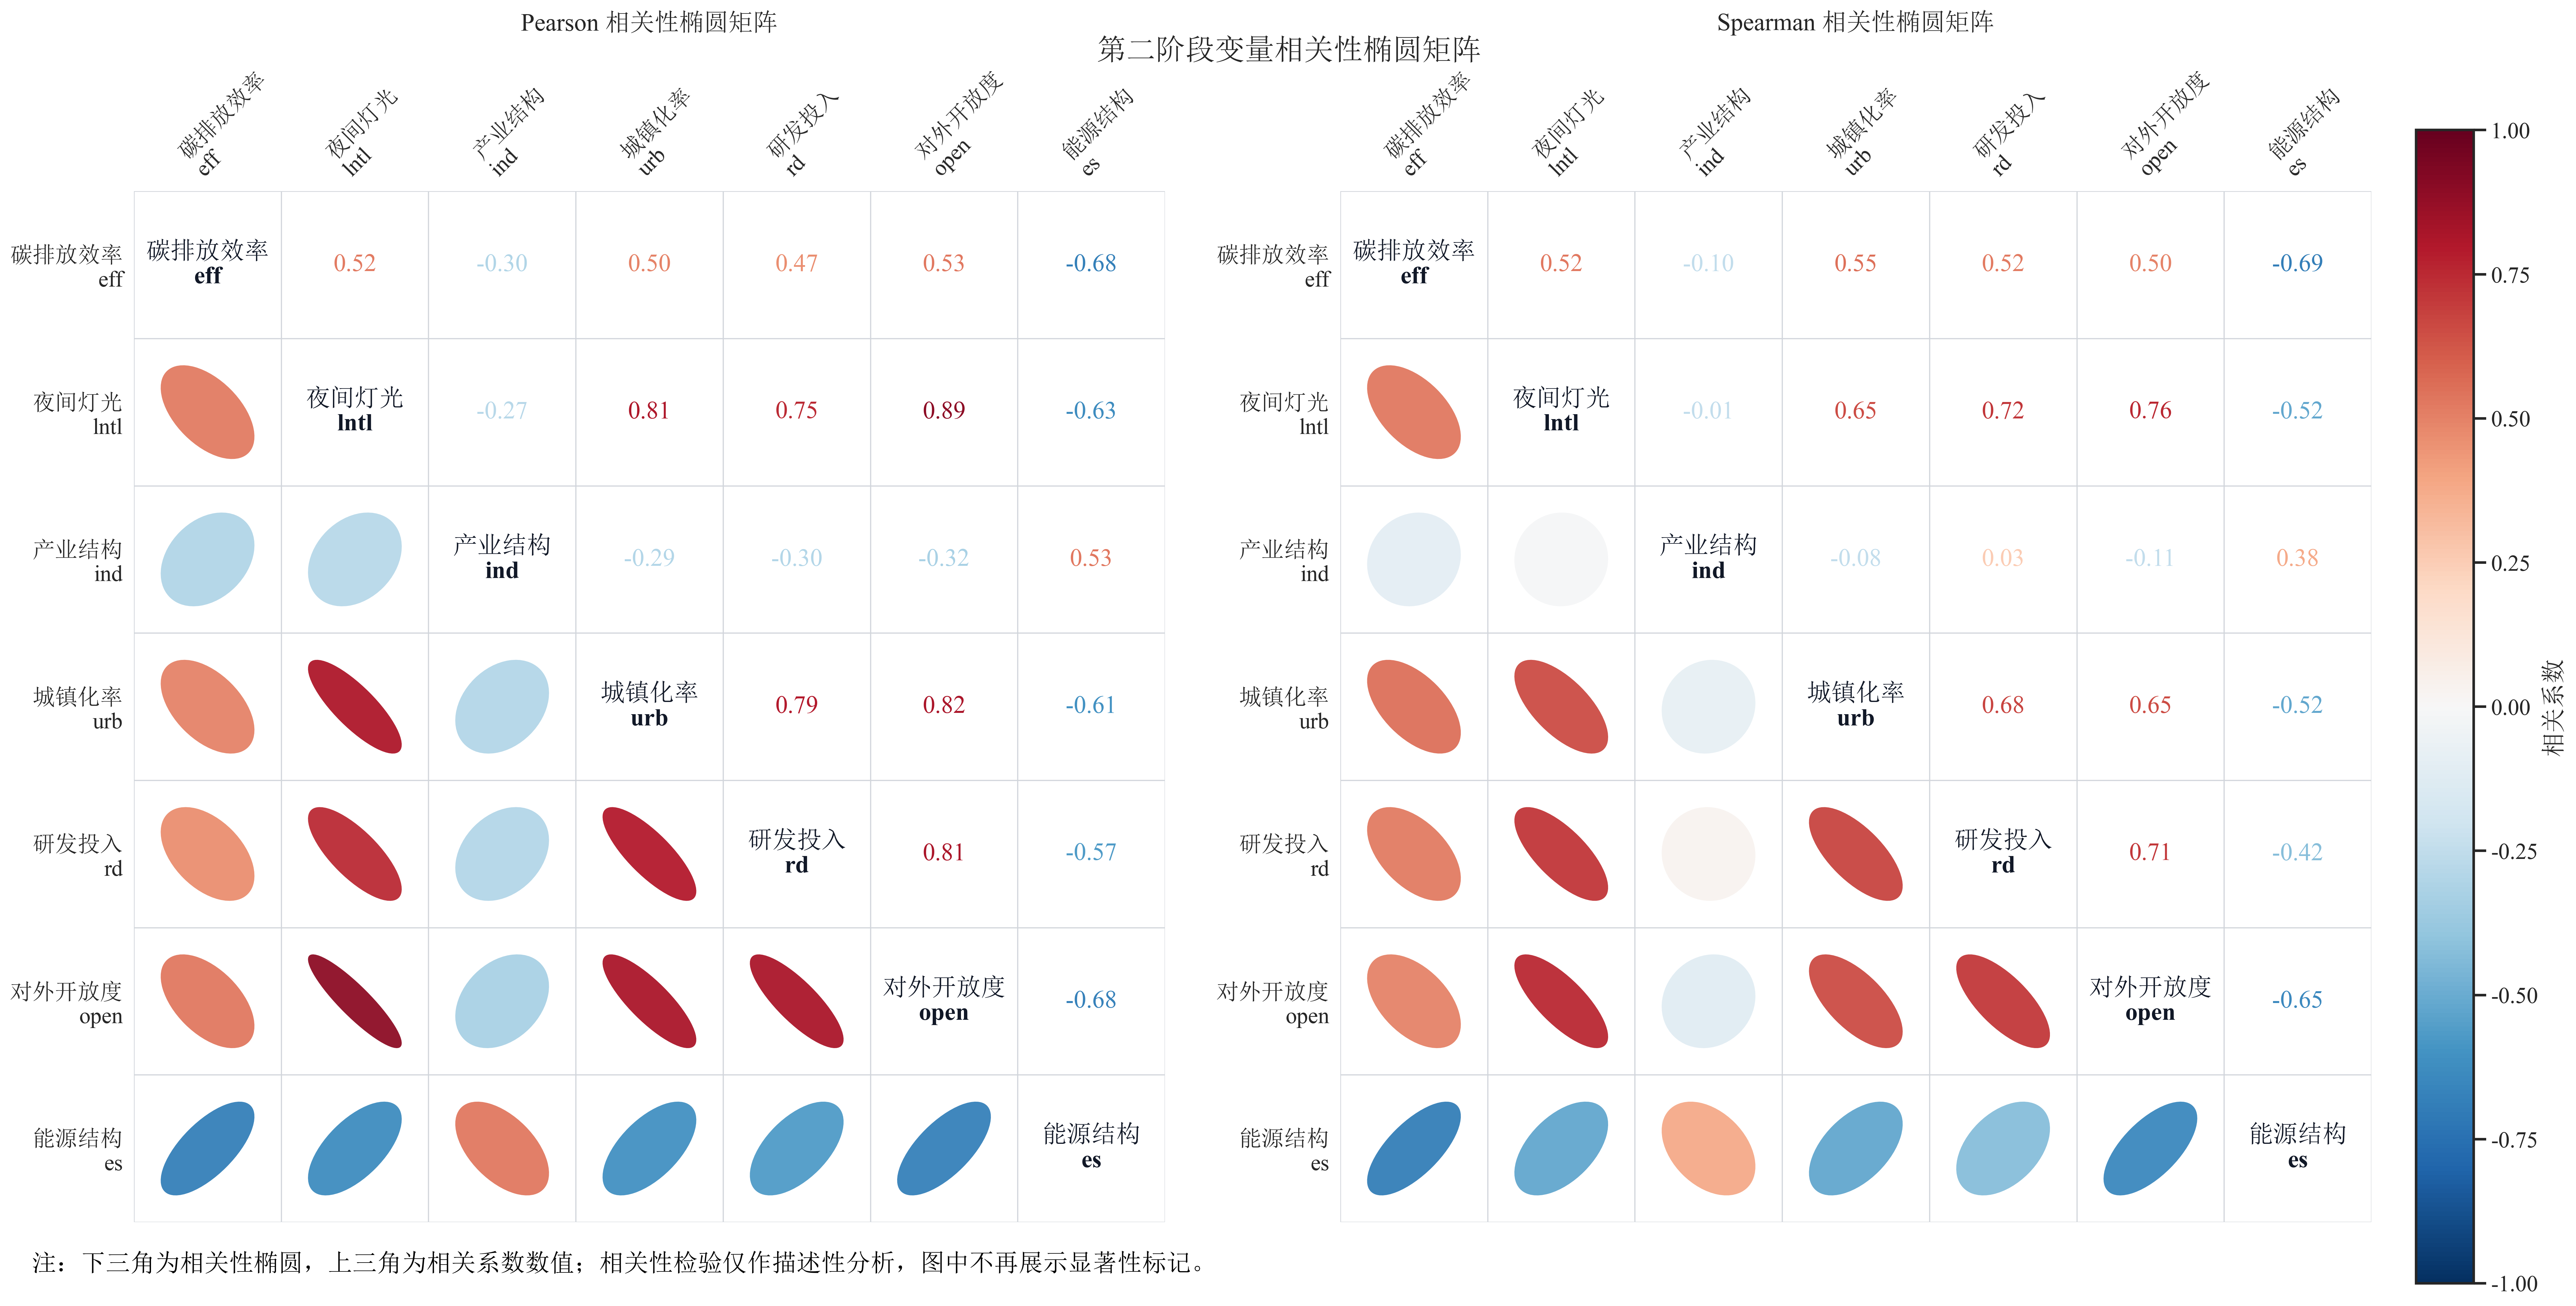 Pearson 相关性椭圆矩阵
Spearman 相关性椭圆矩阵
第二阶段变量相关性椭圆矩阵
碳排放效率
eff
夜间灯光
lntl
产业结构
ind
城镇化率
urb
研发投入
rd
对外开放度
open
能源结构
es
碳排放效率
eff
碳排放效率
eff
0.52
-0.30
0.50
0.47
0.53
-0.68
夜间灯光
lntl
夜间灯光
lntl
-0.27
0.81
0.75
0.89
-0.63
产业结构
ind
产业结构
ind
-0.29
-0.30
-0.32
0.53
城镇化率
urb
城镇化率
urb
0.79
0.82
-0.61
研发投入
rd
研发投入
rd
0.81
-0.57
对外开放度
open
对外开放度
open
-0.68
能源结构
es
能源结构
es
碳排放效率
eff
夜间灯光
lntl
产业结构
ind
城镇化率
urb
研发投入
rd
对外开放度
open
能源结构
es
碳排放效率
eff
碳排放效率
eff
0.52
-0.10
0.55
0.52
0.50
-0.69
夜间灯光
lntl
夜间灯光
lntl
-0.01
0.65
0.72
0.76
-0.52
产业结构
ind
产业结构
ind
-0.08
0.03
-0.11
0.38
城镇化率
urb
城镇化率
urb
0.68
0.65
-0.52
研发投入
rd
研发投入
rd
0.71
-0.42
对外开放度
open
对外开放度
open
-0.65
能源结构
es
能源结构
es
1.00
0.75
0.50
0.25
0.00
-0.25
-0.50
-0.75
-1.00
相关系数
注：下三角为相关性椭圆，上三角为相关系数数值；相关性检验仅作描述性分析，图中不再展示显著性标记。